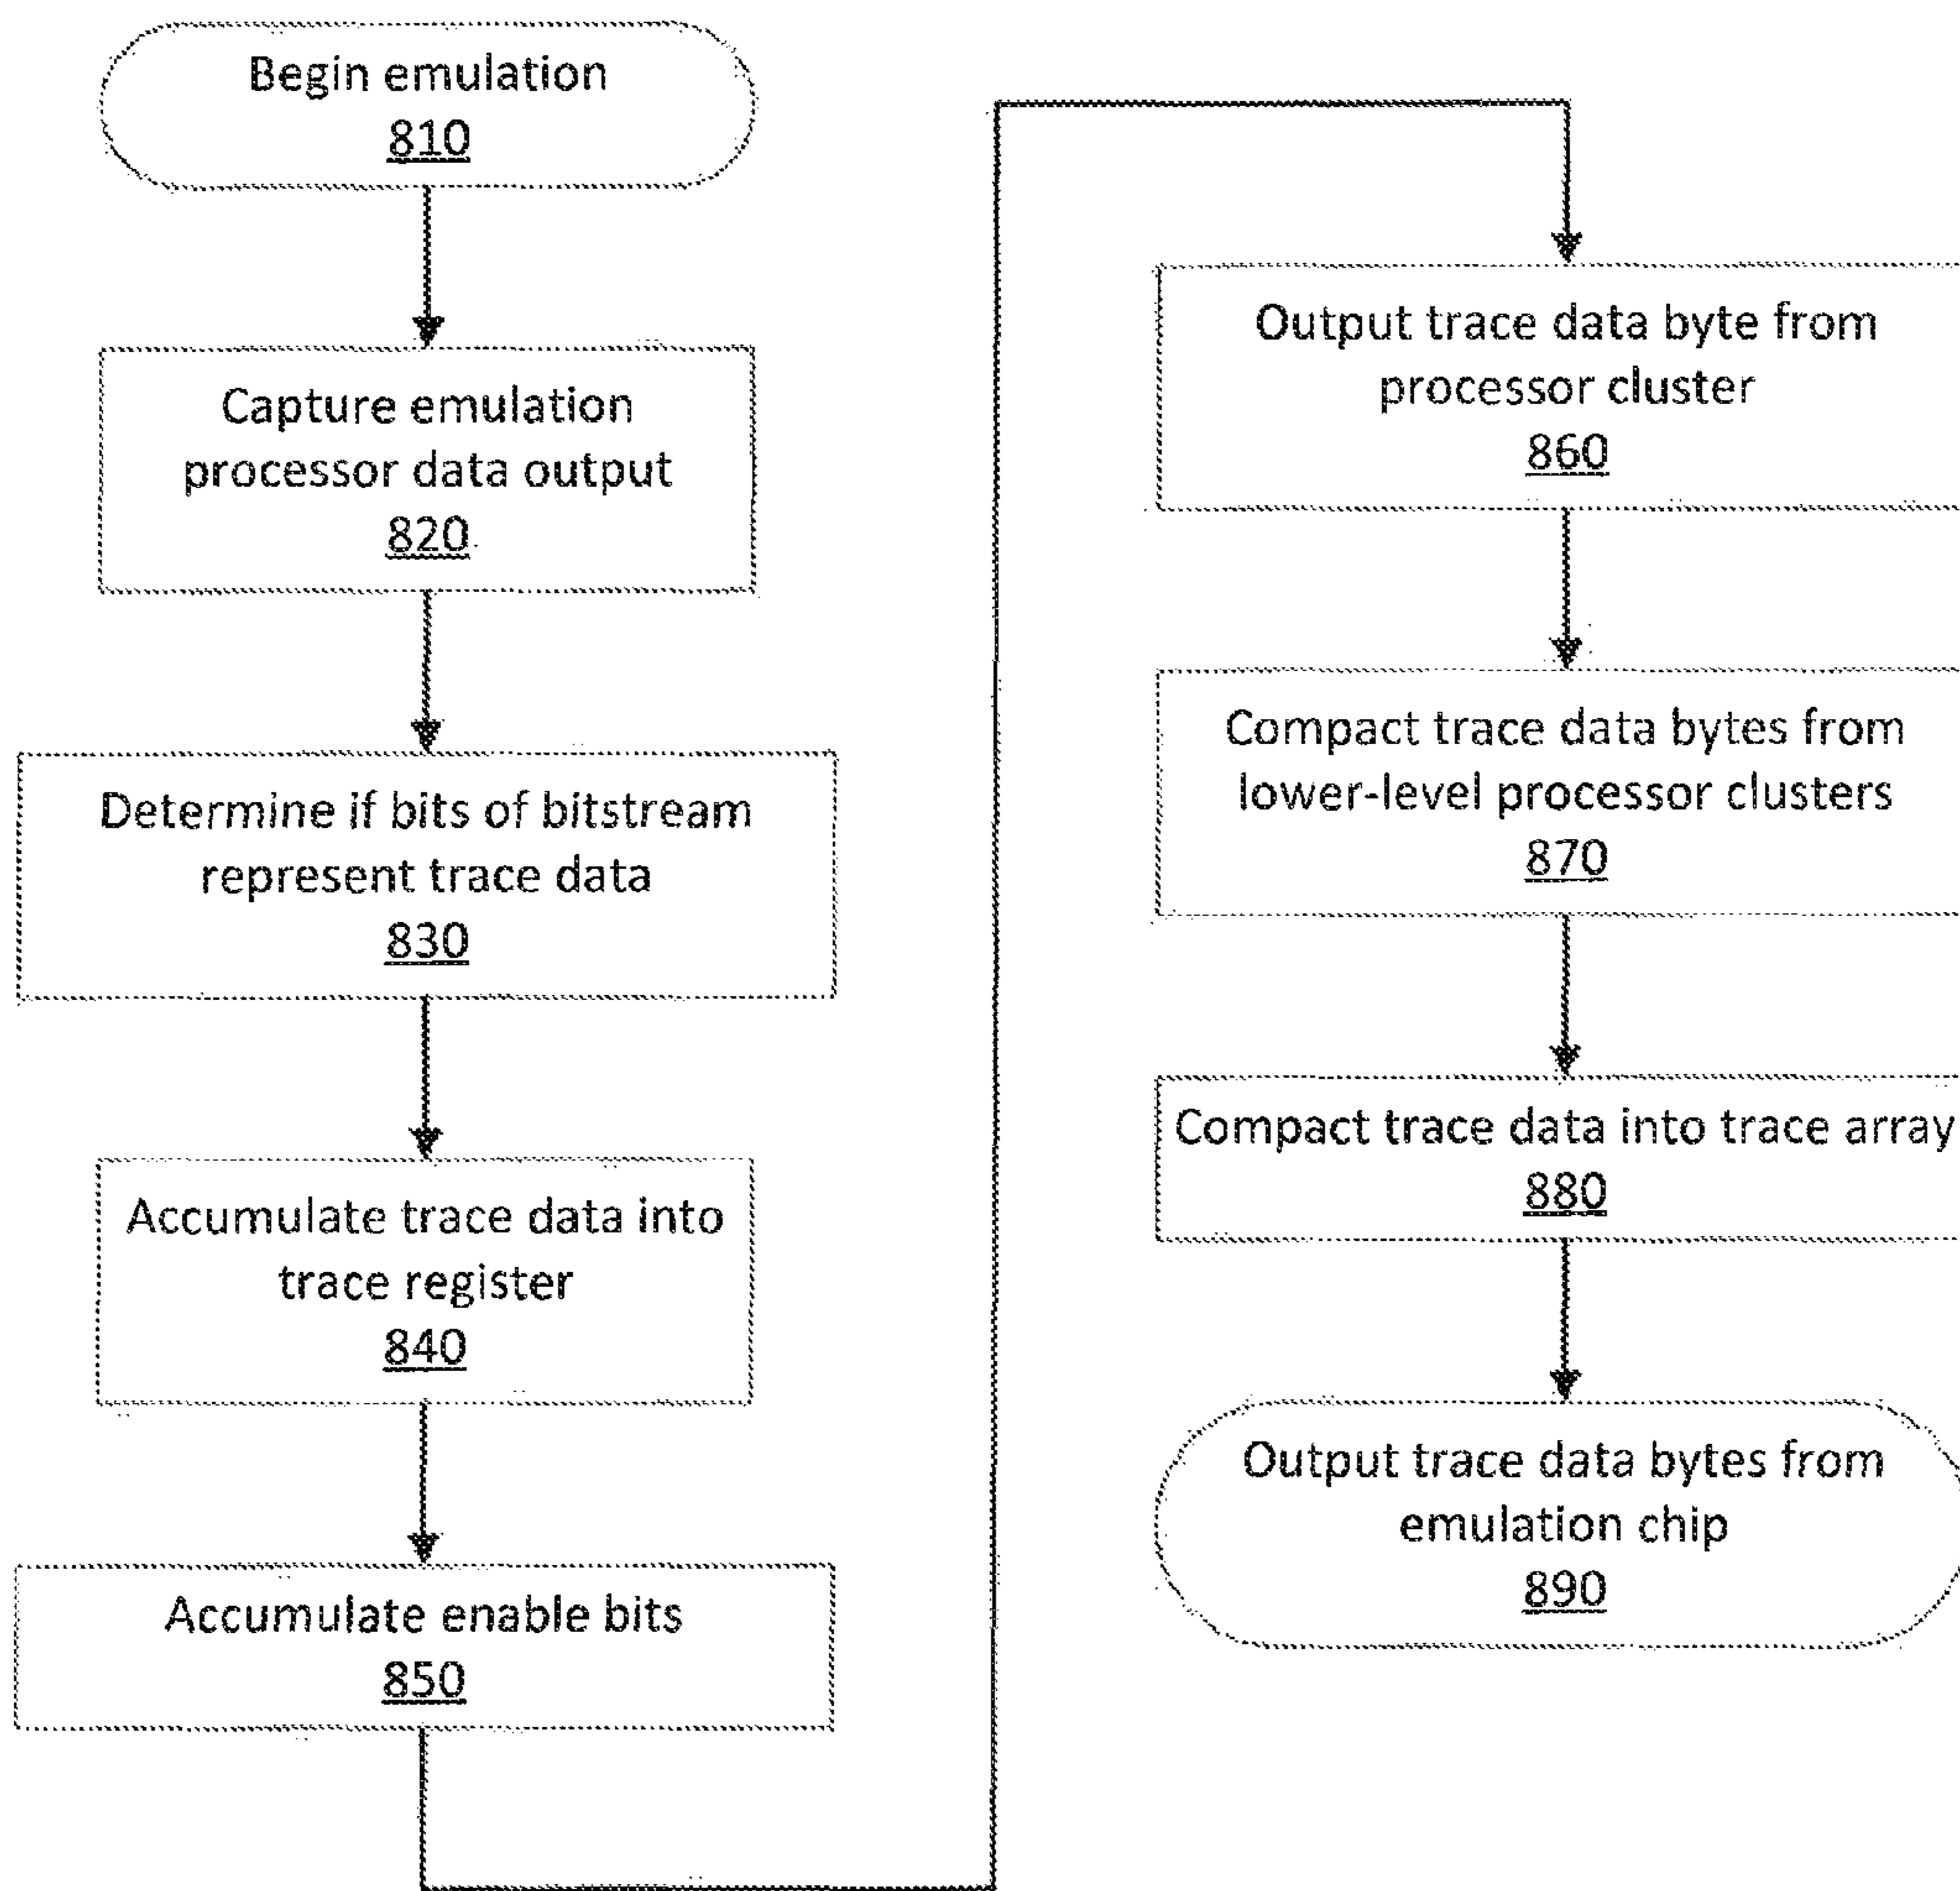 Begin emulation
810
Capture emulation
processor data output
820
Determine if bits of bitstream
represent trace data
830
Accumulate trace data into
trace register
840
Accumulate enable bits
850
Output trace data byte from
processor cluster
860
Compact trace data bytes from
lower-level processor clusters
870
Compact trace data into trace array
880
Output trace data bytes from
emulation chip
890